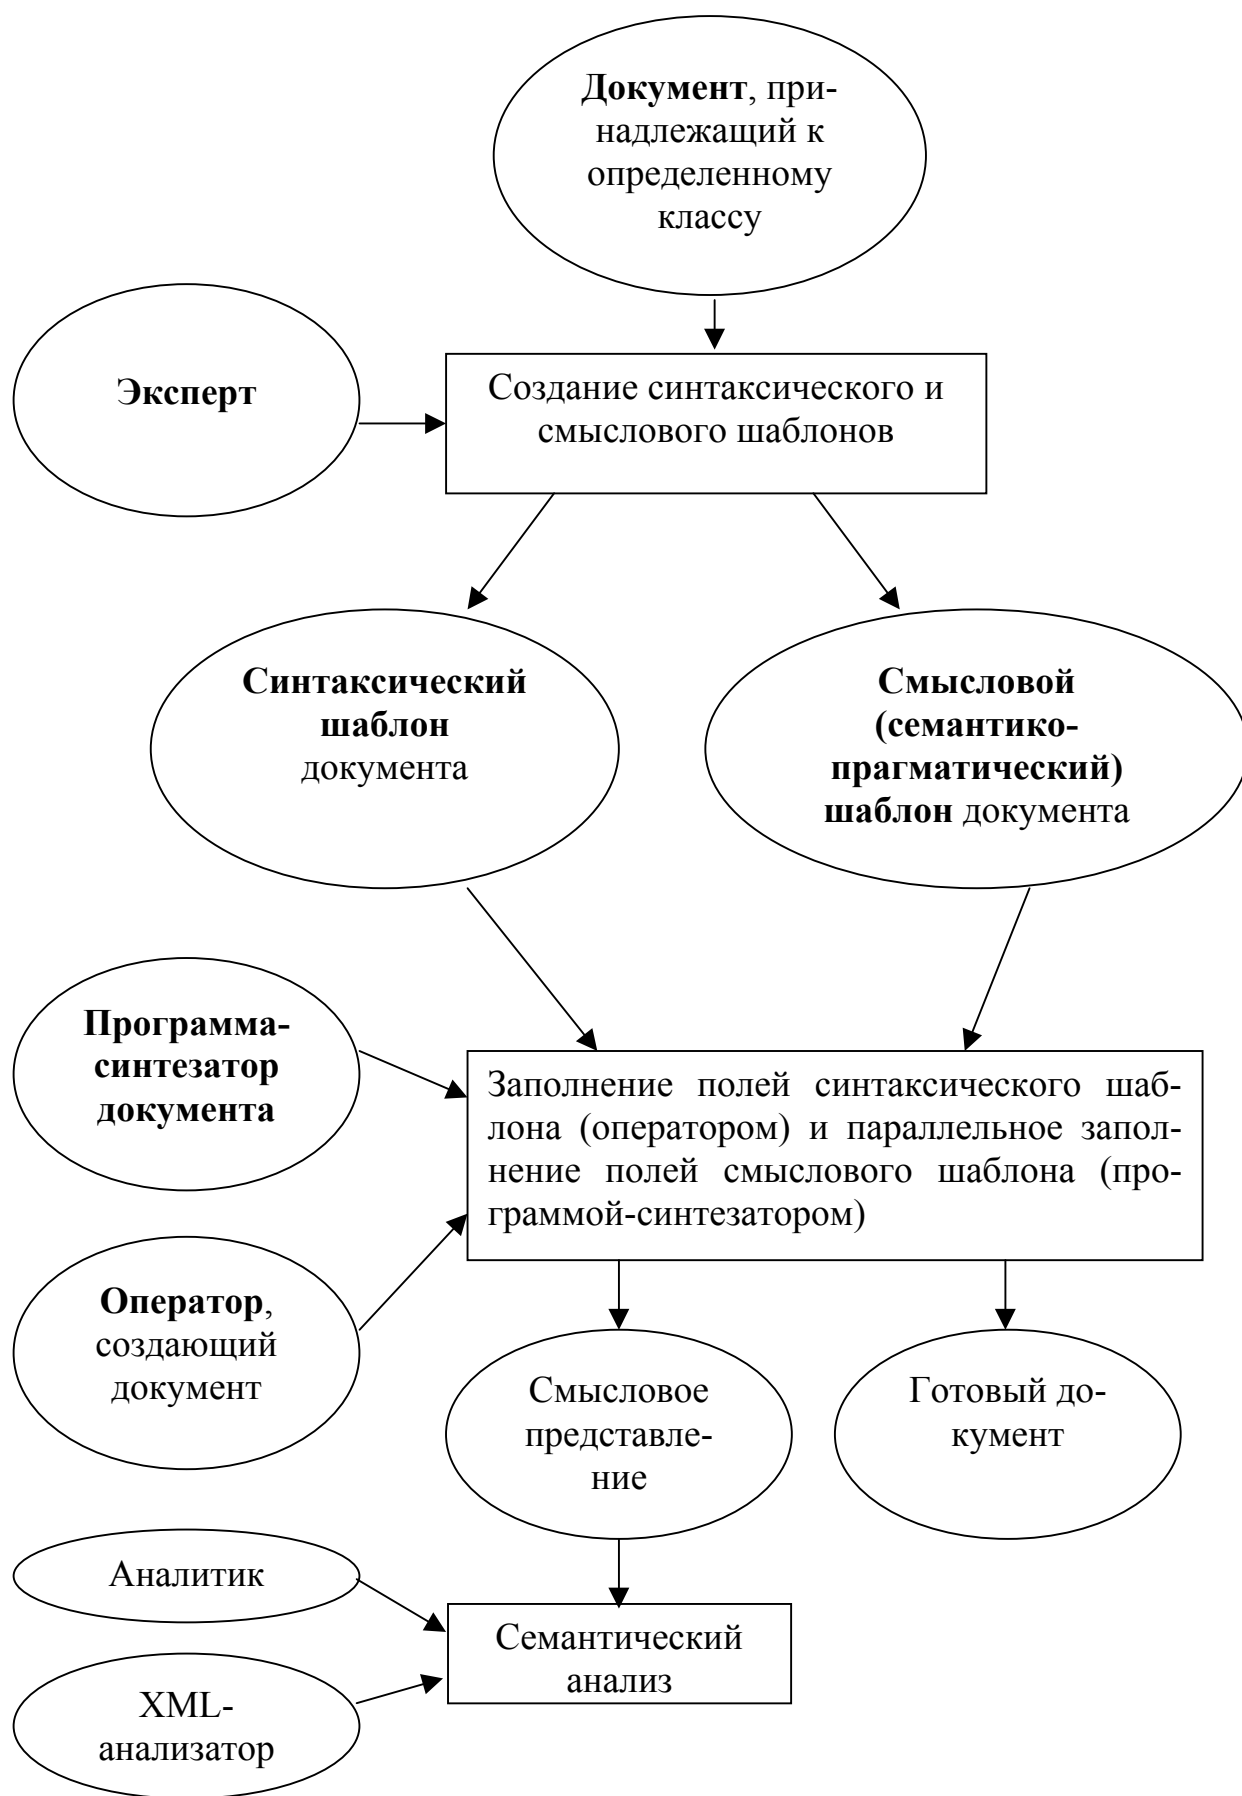 Документ, при-
надлежащий к
определенному
классу
Эксперт
Создание синтаксического и
смыслового шаблонов
Синтаксический
шаблон
документа
Смысловой
(семантико-
прагматический)
шаблон документа
Программа-
синтезатор
документа
Заполнение полей синтаксического шаб-
лона (оператором) и параллельное запол-
нение полей смыслового шаблона (про-
граммой-синтезатором)
Оператор,
создающий
документ
Смысловое
представле-
ние
Готовый до-
кумент
Аналитик
Семантический
анализ
XML-
анализатор